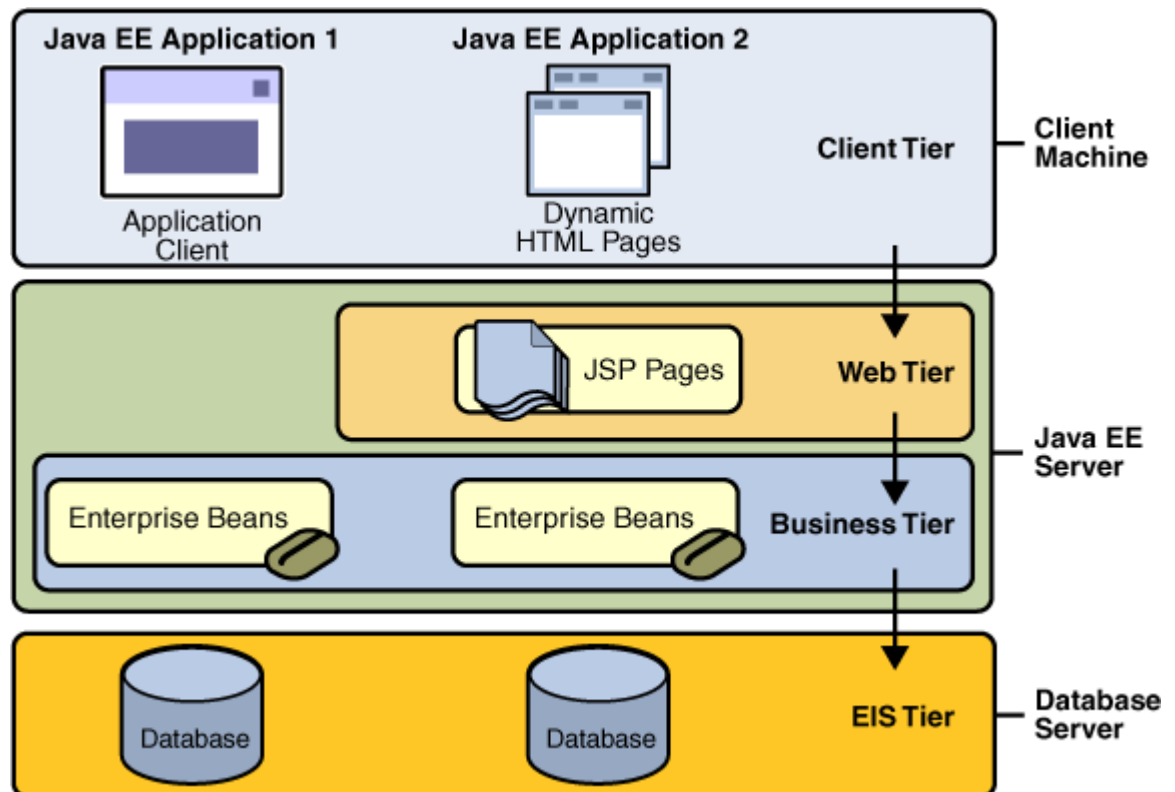 Java EE Application 1
Java EE Application 2
Application
Client
Dynamic
HTML Pages
Client Tier
Client
Machine
JSP Pages
Web Tier
Java EE
Server
Enterprise Beans
Enterprise Beans
Business Tier
Database
Database
EIS Tier
Database
Server